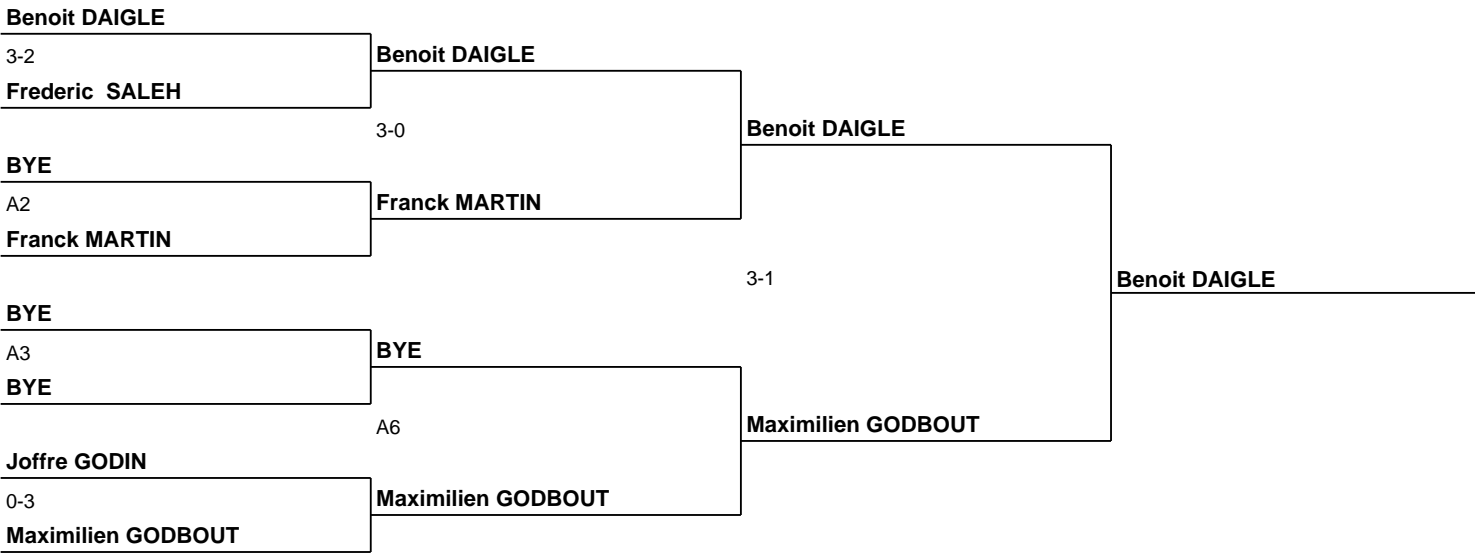 Benoit DAIGLE
3-2
Benoit DAIGLE
Frederic SALEH
3-0
Benoit DAIGLE
BYE
A2
Franck MARTIN
Franck MARTIN
3-1
Benoit DAIGLE
BYE
A3
BYE
BYE
A6
Maximilien GODBOUT
Joffre GODIN
0-3
Maximilien GODBOUT
Maximilien GODBOUT